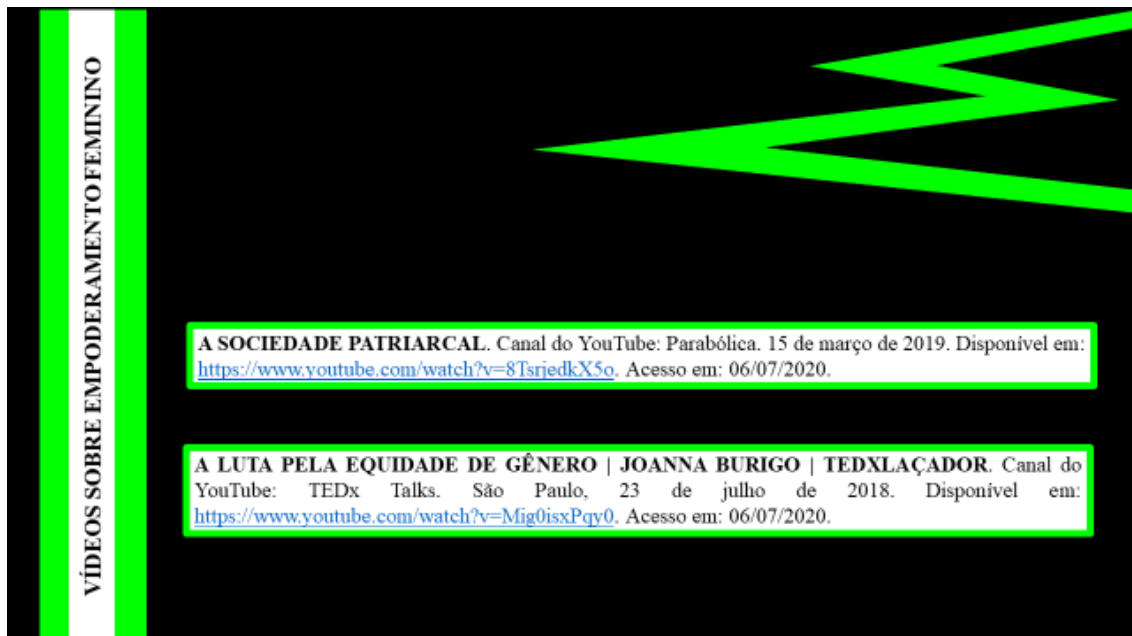 VÍDEOS SOBRE EMPODERAMENTO FEMININO
A SOCIEDADE PATRIARCAL. Canal do YouTube: Parabólica. 15 de março de 2019. Disponível em:
https://www.youtube.com/watch?v=8TsrjedkX5o. Acesso em: 06/07/2020.
A LUTA PELA EQUIDADE DE GÊNERO | JOANNA BURIGO | TEDXLAÇADOR. Canal do
YouTube: TEDx Talks. São Paulo, 23 de julho de 2018. Disponível em:
https://www.youtube.com/watch?v=Mig0isxPqy0. Acesso em: 06/07/2020.